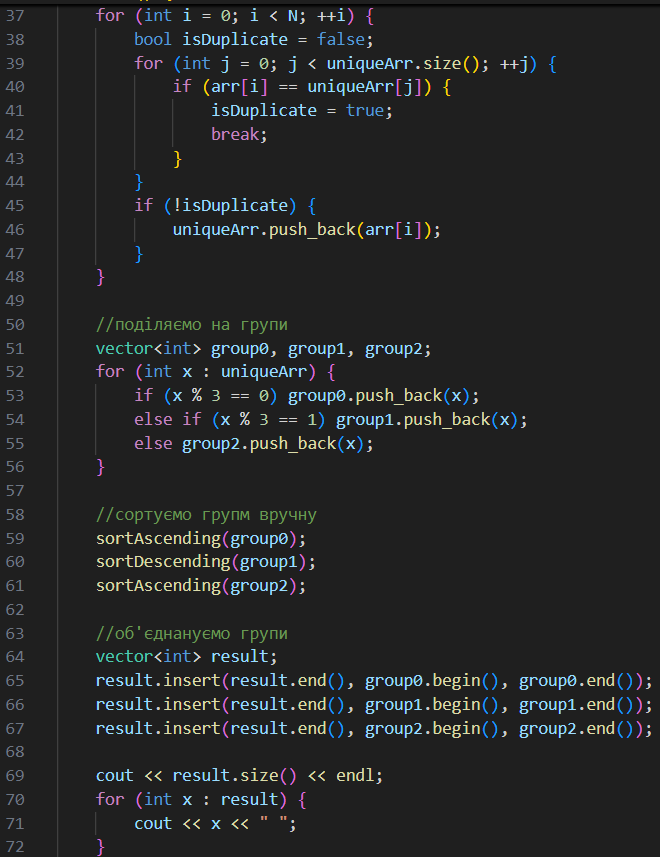 37 for (int i = 0; i < N; ++i) {
38 bool isDuplicate = false;
39 for (int j = 0; j < uniqueArr.size(); ++j) {
40 if (arr[i] == uniqueArr[j]) {
41 isDuplicate = true;
42 break;
43 }
44 }
45 if (!isDuplicate) {
46 uniqueArr.push_back(arr[i]);
47 }
48 }
49
50 //поділяємо на групи
51 vector<int> group0, group1, group2;
52 for (int x : uniqueArr) {
53 if (x % 3 == 0) group0.push_back(x);
54 else if (x % 3 == 1) group1.push_back(x);
55 else group2.push_back(x);
56 }
57
58 //сортуємо групм вручну
59 sortAscending(group0);
60 sortDescending(group1);
61 sortAscending(group2);
62
63 //об'єднануємо групи
64 vector<int> result;
65 result.insert(result.end(), group0.begin(), group0.end());
66 result.insert(result.end(), group1.begin(), group1.end());
67 result.insert(result.end(), group2.begin(), group2.end());
68
69 cout << result.size() << endl;
70 for (int x : result) {
71 cout << x << " ";
72 }